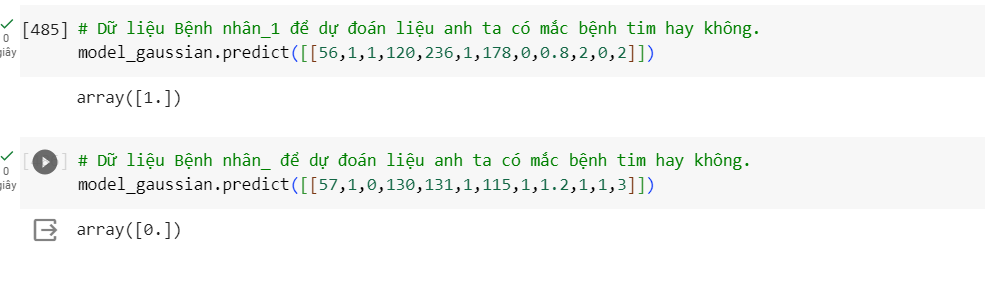 [485] # Dữ liệu Bệnh nhân_1 để dự đoán liệu anh ta có mắc bệnh tim hay không.
0
giây
model_gaussian.predict([[56,1,1,120,236,1,178,0,0.8,2,0,2]])
array([1.])
# Dữ liệu Bệnh nhân_ để dự đoán liệu anh ta có mắc bệnh tim hay không.
0
giây
model_gaussian.predict([[57,1,0,130,131,1,115,1,1.2,1,1,3]])
array([0.])